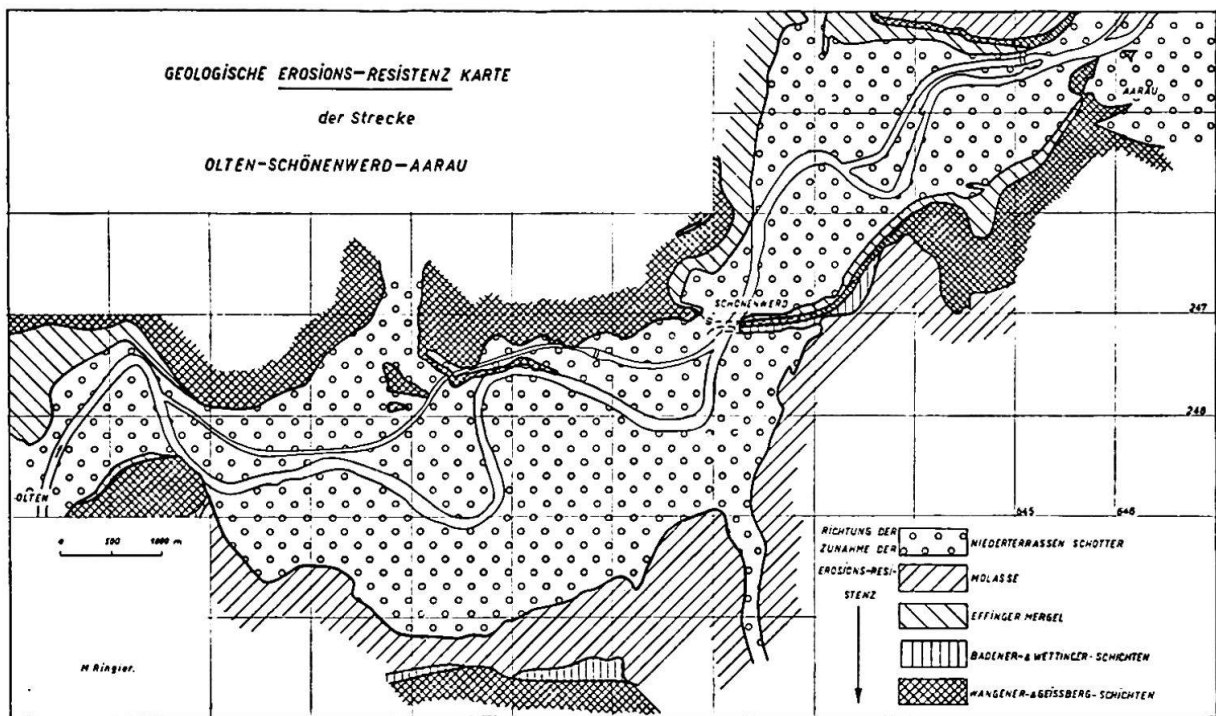 GEOLOGISCHE EROSIONS-RESISTENZ KARTE
der Strecke
OLTEN-SCHÖNENWERD-AARAU
AARAU
SCHÖNENWERD
247
248
OLTEN
0 500 1000 m
645 646
M Ringier.
RICHTUNG DER
ZUNAHME DER
EROSIONS-RESI-
STENZ
NIEDERTERRASSEN SCHOTTER
MOLASSE
EFFINGER MERGEL
BADENER-& WETTINGER-SCHICHTEN
WANGENER-&GEISSBERG-SCHICHTEN